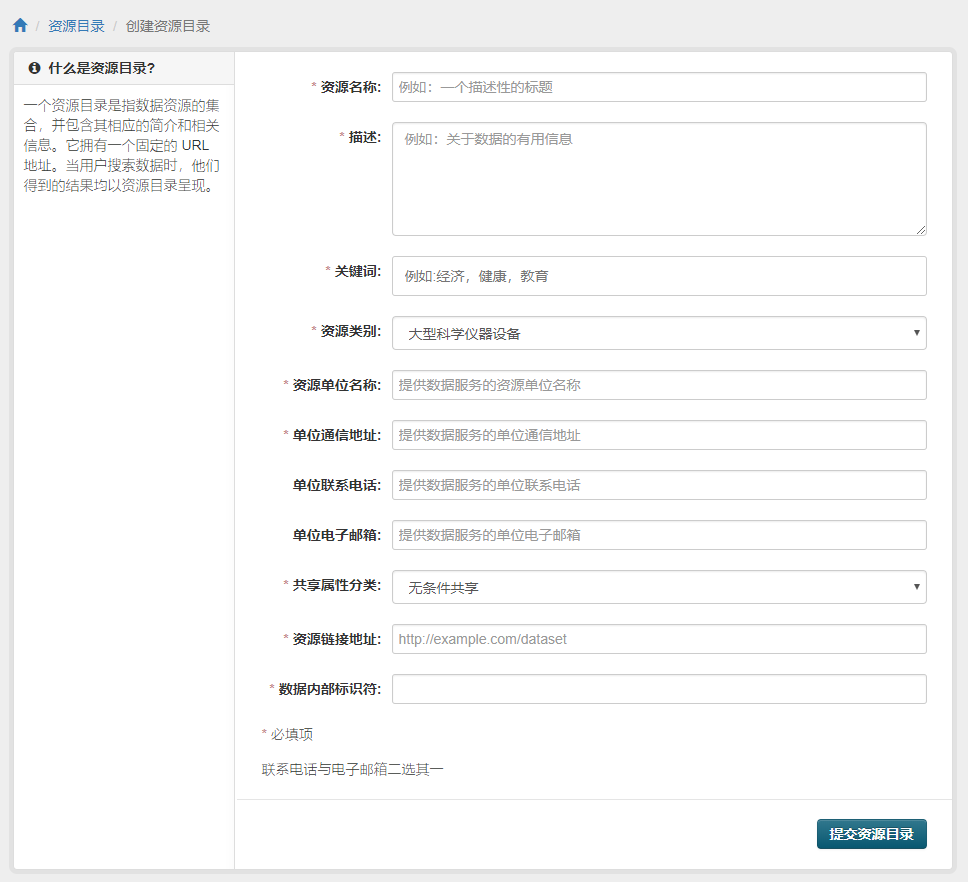 / 资源目录 / 创建资源目录
什么是资源目录?
一个资源目录是指数据资源的集
合，并包含其相应的简介和相关
信息。它拥有一个固定的 URL
地址。当用户搜索数据时，他们
得到的结果均以资源目录呈现。
* 资源名称: 例如：一个描述性的标题
* 描述: 例如：关于数据的有用信息
* 关键词: 例如:经济，健康，教育
* 资源类别: 大型科学仪器设备
* 资源单位名称: 提供数据服务的资源单位名称
* 单位通信地址: 提供数据服务的单位通信地址
单位联系电话: 提供数据服务的单位联系电话
单位电子邮箱: 提供数据服务的单位电子邮箱
* 共享属性分类: 无条件共享
* 资源链接地址: http://example.com/dataset
* 数据内部标识符:
* 必填项
联系电话与电子邮箱二选其一
提交资源目录